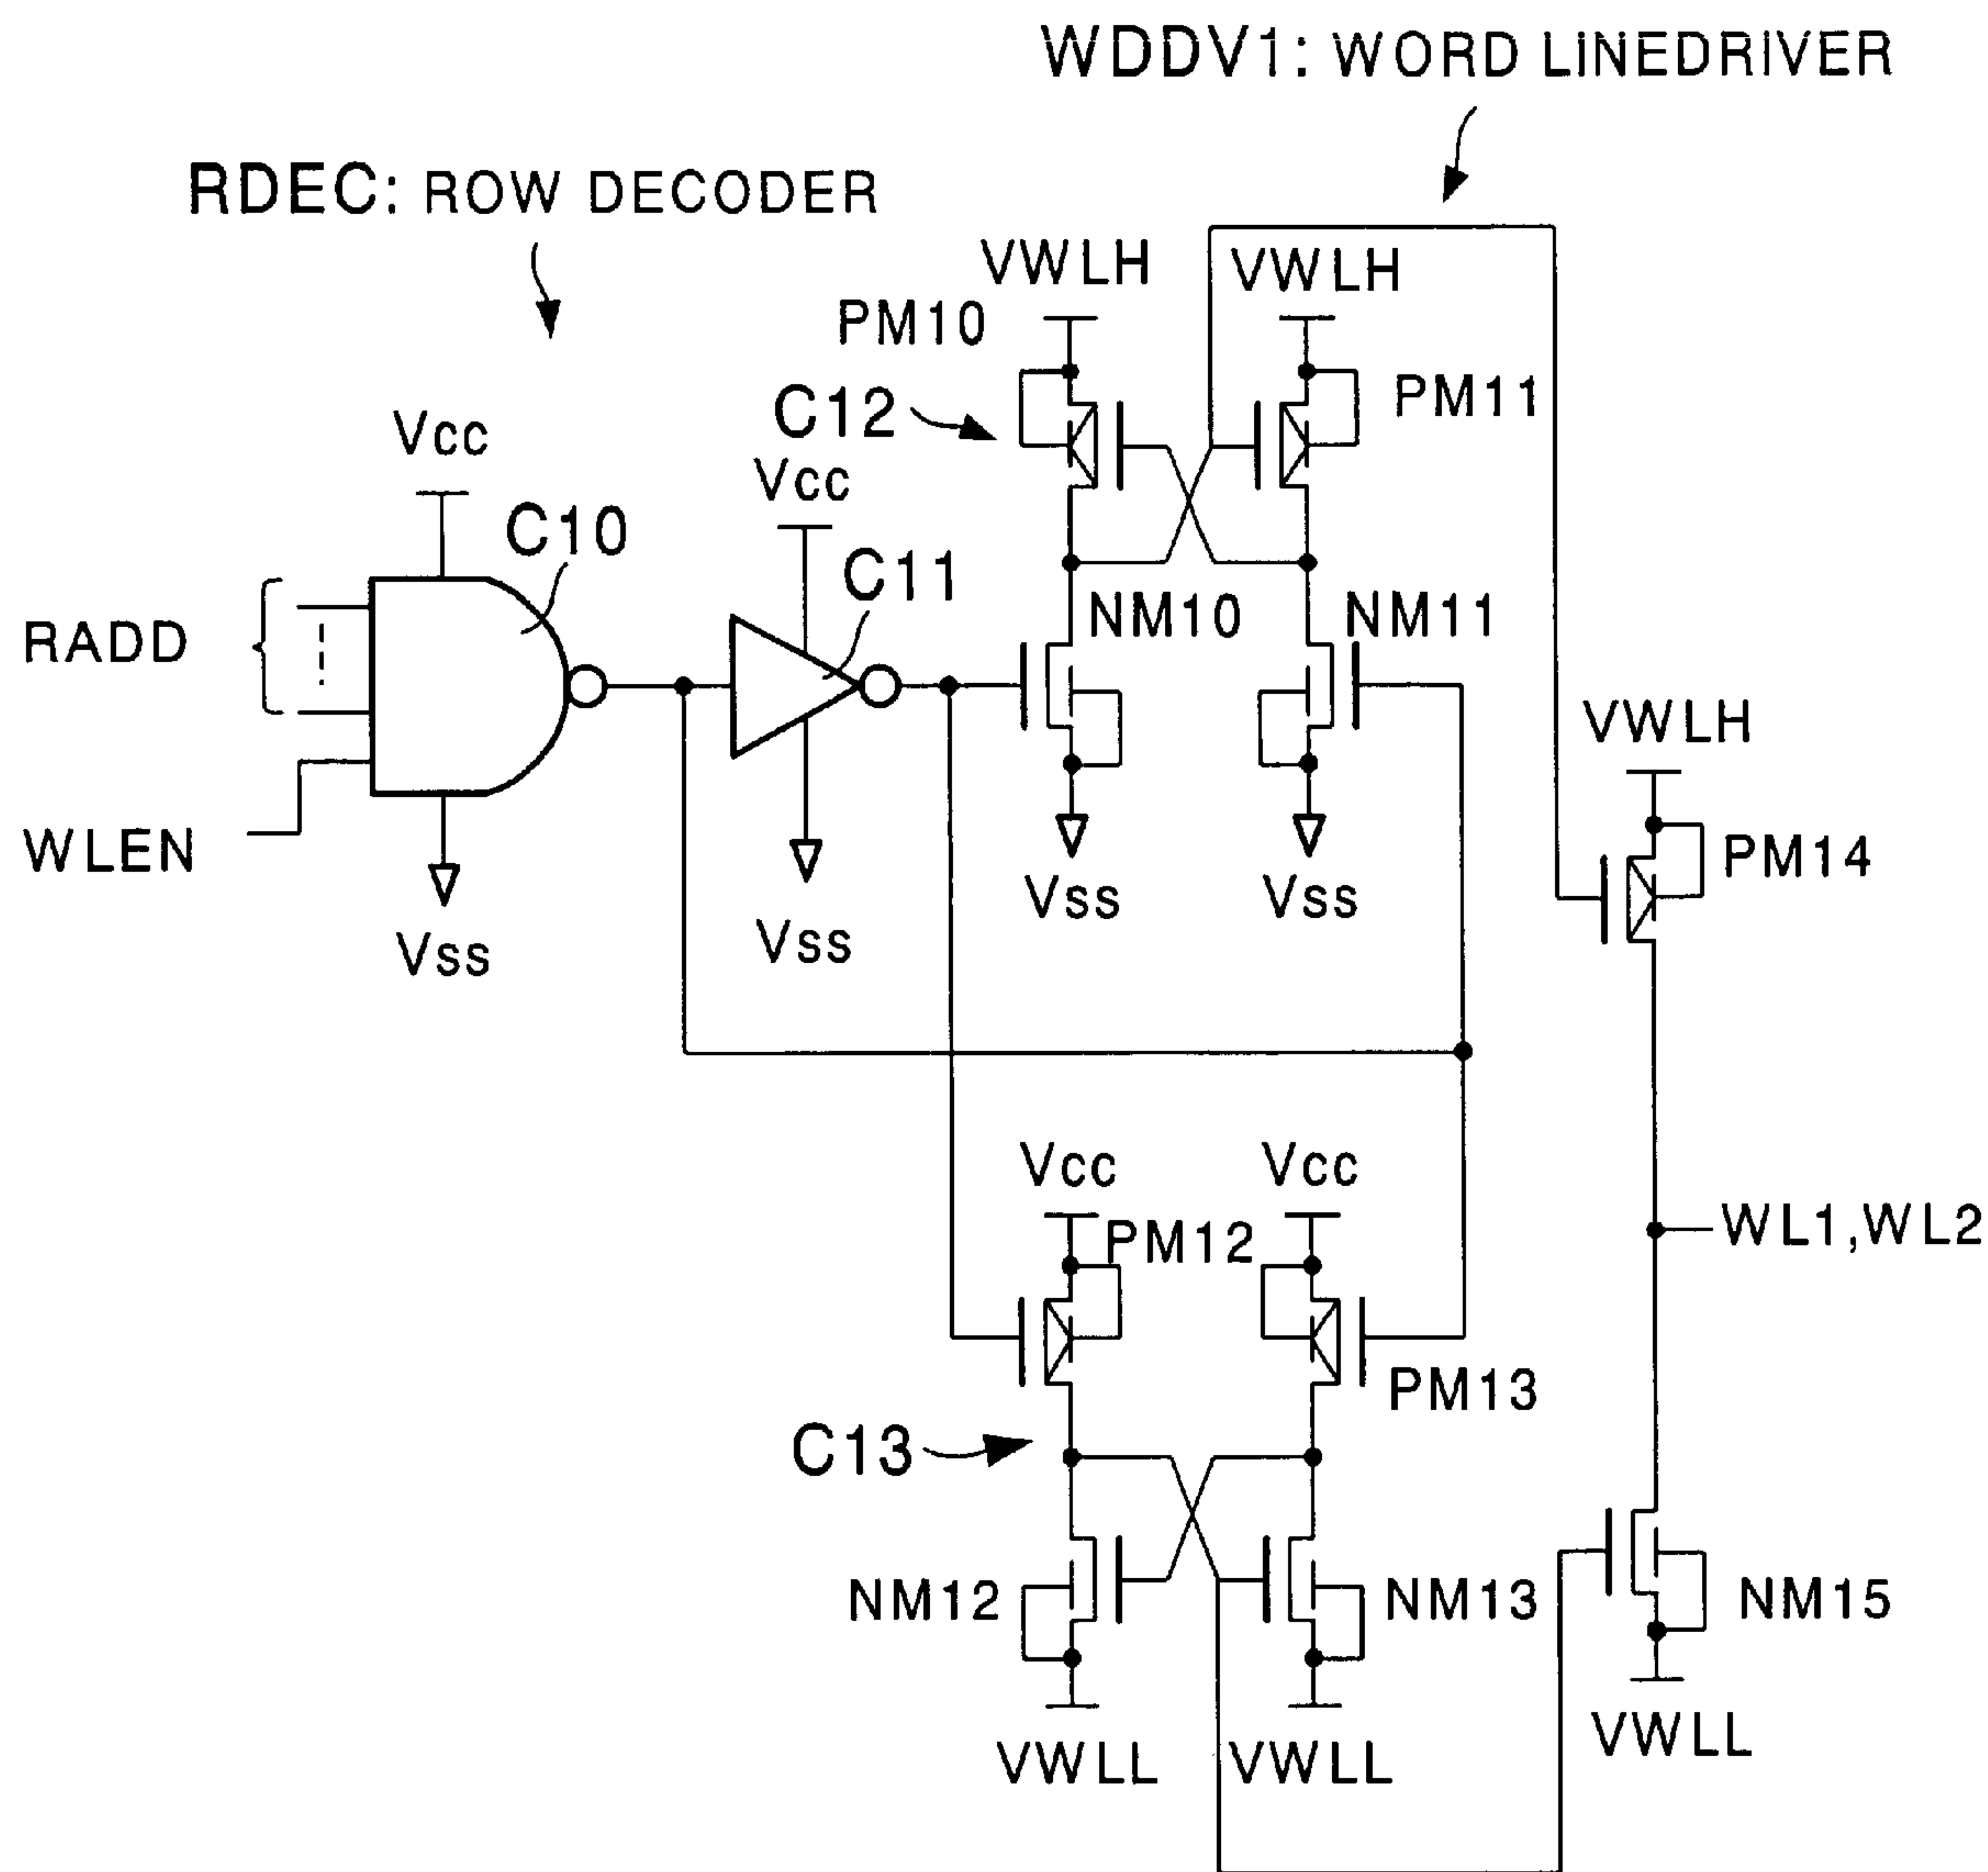 WDDV1: WORD LINEDRIVER
RDEC: ROW DECODER
VWLH
VWLH
PM10
PM11
C12
Vcc
Vcc
C10
C11
RADD
NM10
NM11
VWLH
WLEN
PM14
Vss
Vss
Vss
Vss
Vcc
Vcc
PM12
WL1,WL2
PM13
C13
NM12
NM13
NM15
VWLL
VWLL
VWLL